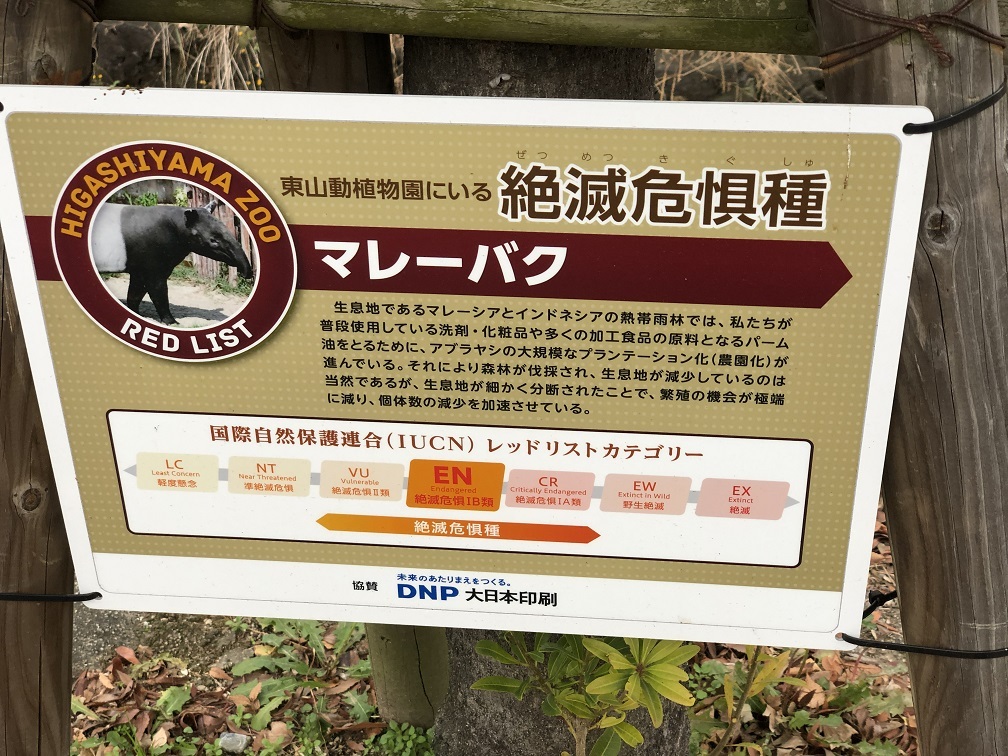 HIGASHIYAMA ZOO
RED LIST
東山動植物園にいる
ぜつめつきぐしゅ
絶滅危惧種
マレーバク
生息地であるマレーシアとインドネシアの熱帯雨林では、私たちが
普段使用している洗剤・化粧品や多くの加工食品の原料となるパーム
油をとるために、アブラヤシの大規模なプランテーション化(農園化)が
進んでいる。それにより森林が伐採され、生息地が減少しているのは
当然であるが、生息地が細かく分断されたことで、繁殖の機会が極端
に減り、個体数の減少を加速させている。
国際自然保護連合(IUCN) レッドリストカテゴリー
LC
Least Concern
軽度懸念
NT
Near Threatened
準絶滅危惧
VU
Vulnerable
絶滅危惧Ⅱ類
EN
Endangered
絶滅危惧ⅠB類
CR
Critically Endangered
絶滅危惧ⅠA類
EW
Extinct in Wild
野生絶滅
EX
Extinct
絶滅
絶滅危惧種
協賛
未来のあたりまえをつくる。
DNP 大日本印刷